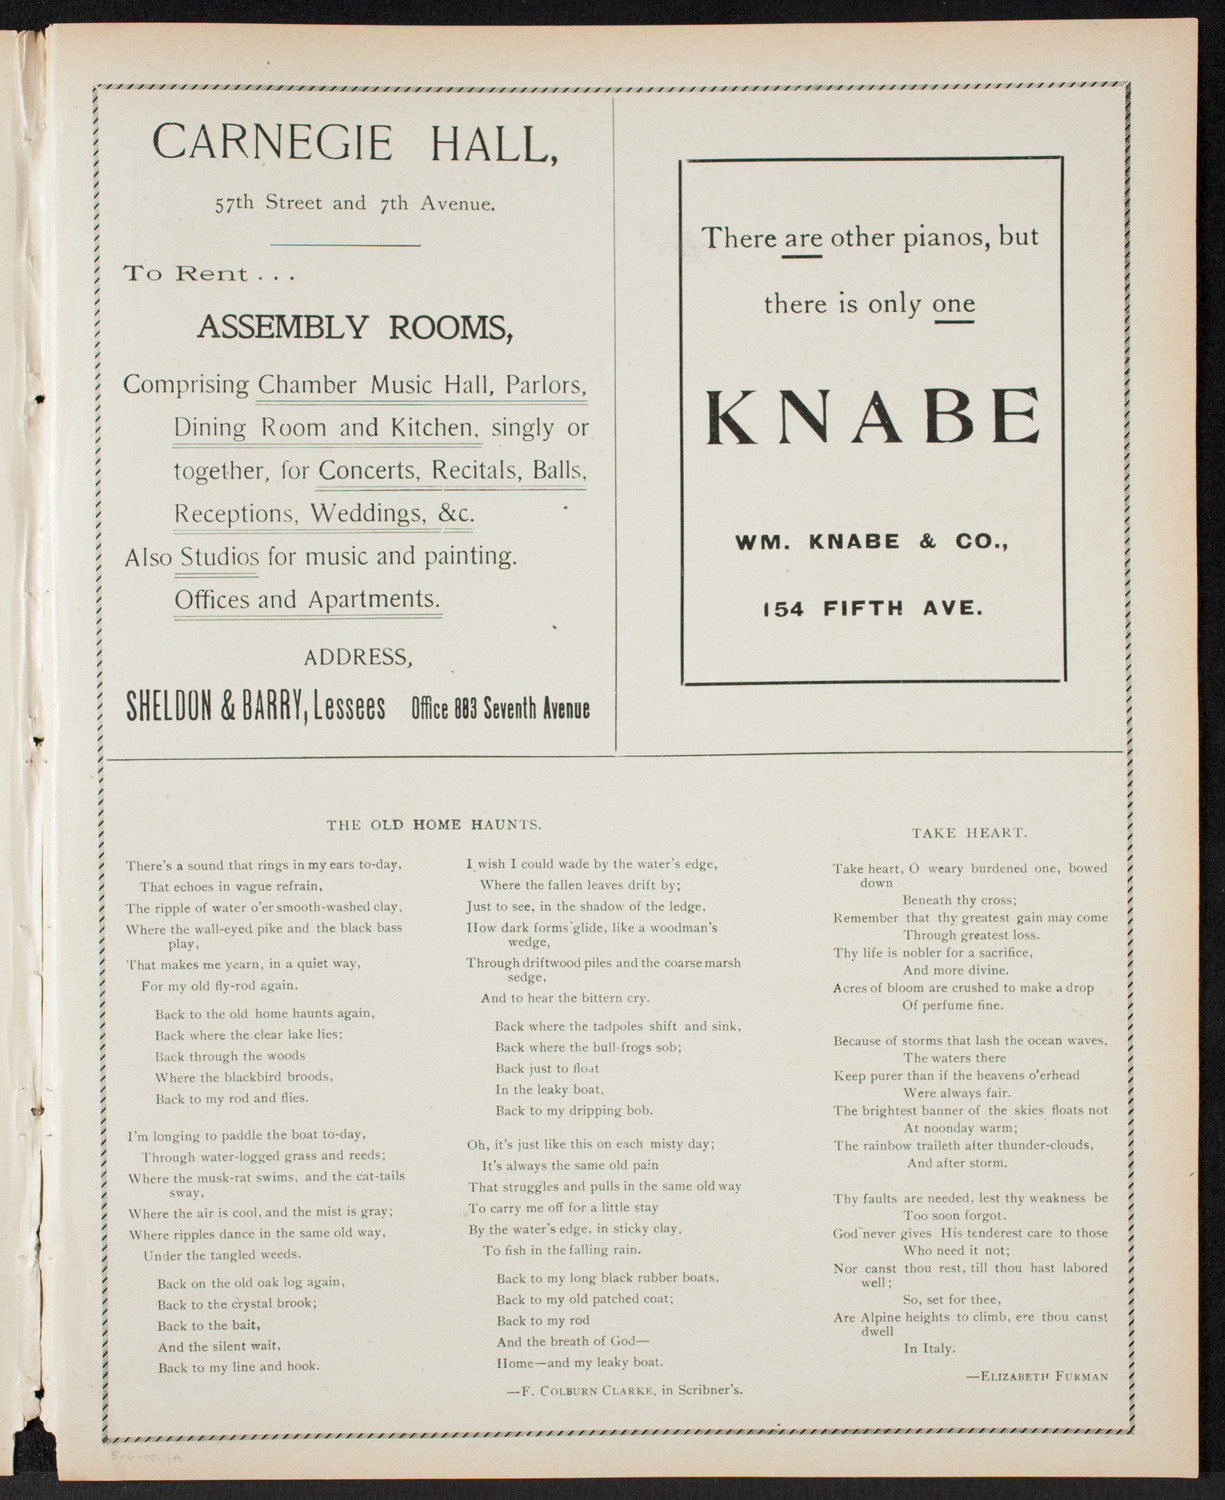 CARNEGIE HALL,
57th Street and 7th Avenue.
To Rent . . .
ASSEMBLY ROOMS,
Comprising Chamber Music Hall, Parlors,
Dining Room and Kitchen, singly or
together, for Concerts, Recitals, Balls,
Receptions, Weddings, &c.
Also Studios for music and painting.
Offices and Apartments.
ADDRESS,
SHELDON & BARRY, Lessees Office 883 Seventh Avenue
There are other pianos, but
there is only one
KNABE
WM. KNABE & CO.,
154 FIFTH AVE.
THE OLD HOME HAUNTS.
There's a sound that rings in my ears to-day,
That echoes in vague refrain,
The ripple of water o'er smooth-washed clay,
Where the wall-eyed pike and the black bass
play,
That makes me yearn, in a quiet way,
For my old fly-rod again.
Back to the old home haunts again,
Back where the clear lake lies;
Back through the woods
Where the blackbird broods,
Back to my rod and flies.
I'm longing to paddle the boat to-day,
Through water-logged grass and reeds;
Where the musk-rat swims, and the cat-tails
sway,
Where the air is cool, and the mist is gray;
Where ripples dance in the same old way,
Under the tangled weeds.
Back on the old oak log again,
Back to the crystal brook;
Back to the bait,
And the silent wait,
Back to my line and hook.
I wish I could wade by the water's edge,
Where the fallen leaves drift by;
Just to see, in the shadow of the ledge,
How dark forms glide, like a woodman's
wedge,
Through driftwood piles and the coarse marsh
sedge,
And to hear the bittern cry.
Back where the tadpoles shift and sink,
Back where the bull-frogs sob;
Back just to float
In the leaky boat,
Back to my dripping bob.
Oh, it's just like this on each misty day;
It's always the same old pain
That struggles and pulls in the same old way
To carry me off for a little stay
By the water's edge, in sticky clay,
To fish in the falling rain.
Back to my long black rubber boats,
Back to my old patched coat;
Back to my rod
And the breath of God—
Home—and my leaky boat.
—F. COLBURN CLARKE, in Scribner's.
TAKE HEART.
Take heart, O weary burdened one, bowed
down
Beneath thy cross;
Remember that thy greatest gain may come
Through greatest loss.
Thy life is nobler for a sacrifice,
And more divine.
Acres of bloom are crushed to make a drop
Of perfume fine.
Because of storms that lash the ocean waves,
The waters there
Keep purer than if the heavens o'erhead
Were always fair.
The brightest banner of the skies floats not
At noonday warm;
The rainbow traileth after thunder-clouds,
And after storm.
Thy faults are needed, lest thy weakness be
Too soon forgot.
God never gives His tenderest care to those
Who need it not;
Nor canst thou rest, till thou hast labored
well;
So, set for thee,
Are Alpine heights to climb, ere thou canst
dwell
In Italy.
—ELIZABETH FURMAN